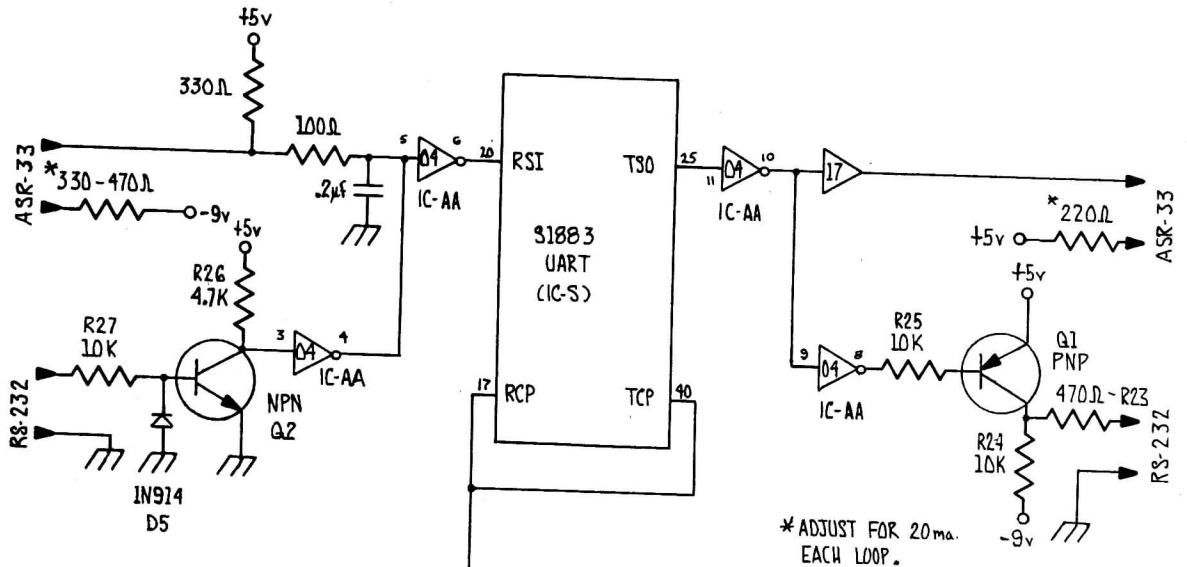 +5v
330Ω
100Ω
ASR-33
*330-470Ω
-9v
.2μf
5
04
6
IC-AA
20
RSI
TSO
25
S1883
UART
(IC-S)
17
RCP
TCP
40
11
04
10
IC-AA
17
ASR-33
*220Ω
+5v
+5v
R26
4.7K
R27
10K
3
04
4
IC-AA
RS-232
NPN
Q2
1N914
D5
+5v
Q1
PNP
R25
10K
9
04
8
IC-AA
470Ω-R23
R24
10K
RS-232
-9v
*ADJUST FOR 20ma.
EACH LOOP.